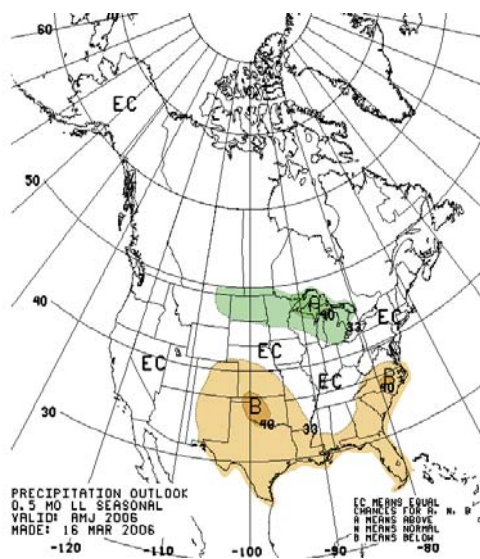 60
EC
50
A
40
33
EC
40
EC
EC
EC
B
40
B
40
33
30
PRECIPITATION OUTLOOK
0.5 MO LL SEASONAL
VALID: AMJ 2006
MADE: 16 MAR 2006
EC MEANS EQUAL
CHANCES FOR A, N, B
A MEANS ABOVE
N MEANS NORMAL
B MEANS BELOW
-120
-110
-100
-90
-80